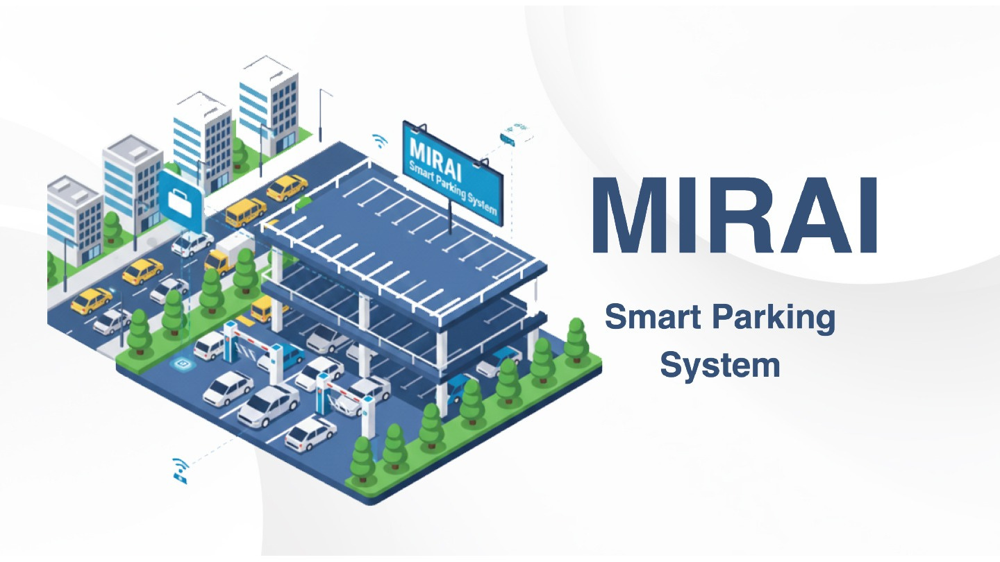 MIRAI
Smart Parking System
MIRAI
Smart Parking
System